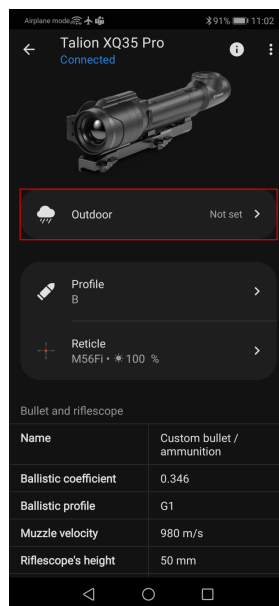 Airplane mode 91% 11:02
Talion XQ35 Pro
Connected
Outdoor Not set
Profile
B
Reticle
M56Fi • 100 %
Bullet and riflescope
Name Custom bullet /
ammunition
Ballistic coefficient 0.346
Ballistic profile G1
Muzzle velocity 980 m/s
Riflescope's height 50 mm